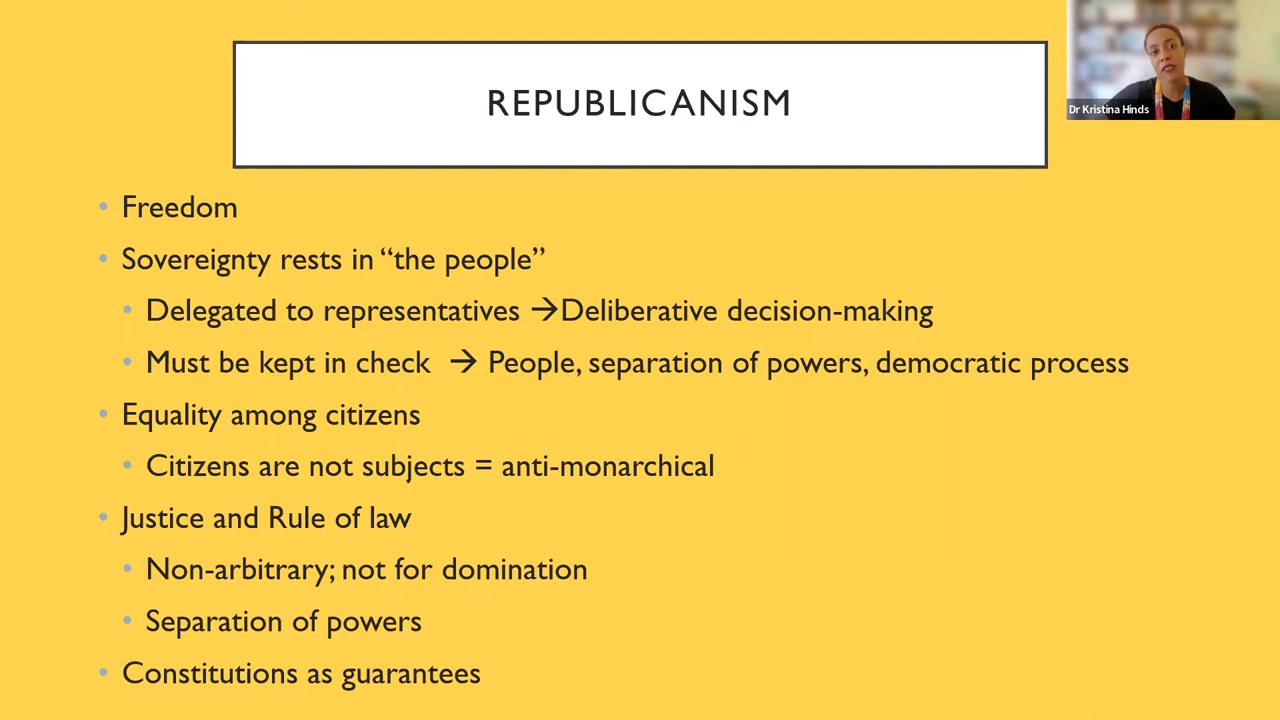 REPUBLICANISM
Dr Kristina Hinds
• Freedom
• Sovereignty rests in “the people”
• Delegated to representatives →Deliberative decision-making
• Must be kept in check → People, separation of powers, democratic process
• Equality among citizens
• Citizens are not subjects = anti-monarchical
• Justice and Rule of law
• Non-arbitrary; not for domination
• Separation of powers
• Constitutions as guarantees